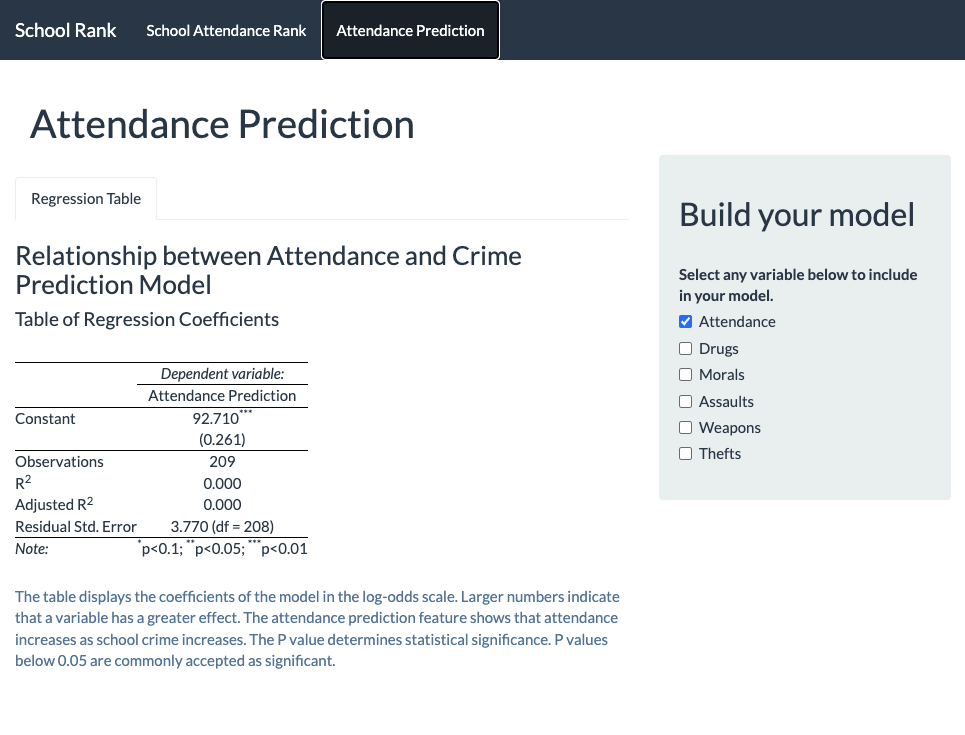 School Rank School Attendance Rank Attendance Prediction
Attendance Prediction
Regression Table
Relationship between Attendance and Crime
Prediction Model
Table of Regression Coefficients
Dependent variable:
Attendance Prediction
Constant 92.710***
(0.261)
Observations 209
R2 0.000
Adjusted R2 0.000
Residual Std. Error 3.770 (df = 208)
Note: *p<0.1; **p<0.05; ***p<0.01
The table displays the coefficients of the model in the log-odds scale. Larger numbers indicate
that a variable has a greater effect. The attendance prediction feature shows that attendance
increases as school crime increases. The P value determines statistical significance. P values
below 0.05 are commonly accepted as significant.
Build your model
Select any variable below to include
in your model.
Attendance
Drugs
Morals
Assaults
Weapons
Thefts